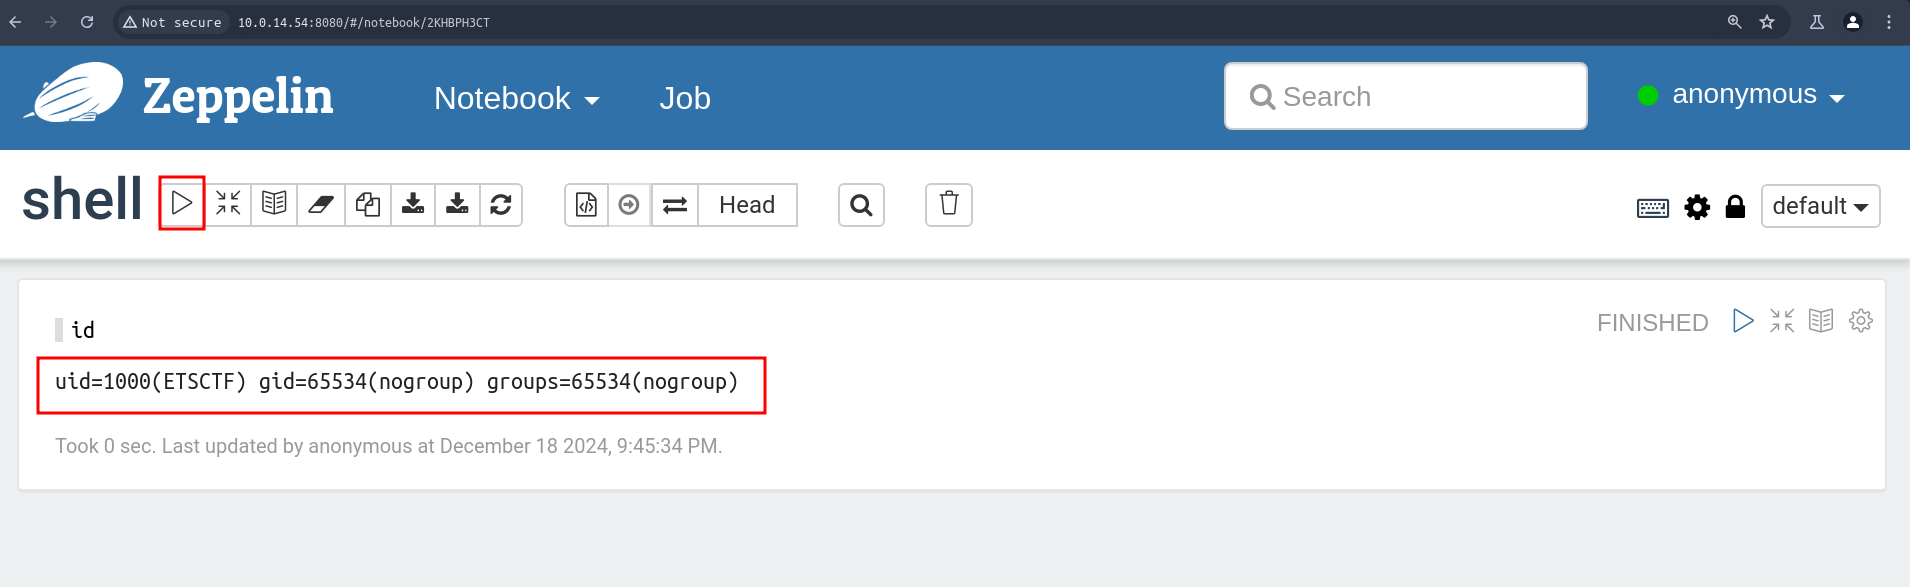 Not secure 10.0.14.54:8080/#/notebook/2KHBPH3CT
Zeppelin Notebook Job Search anonymous
shell Head default
id FINISHED
uid=1000(ETSCTF) gid=65534(nogroup) groups=65534(nogroup)
Took 0 sec. Last updated by anonymous at December 18 2024, 9:45:34 PM.